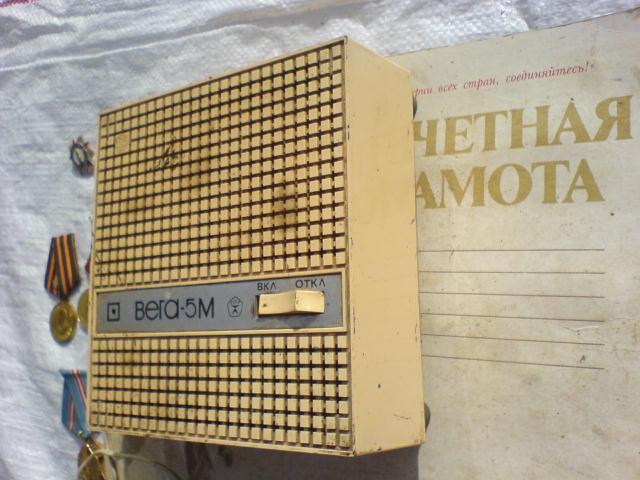 рии всех стран, соединяйтесь!
ЧЕТНАЯ
АМОТА
ВКЛ ОТКЛ
Вега-5М